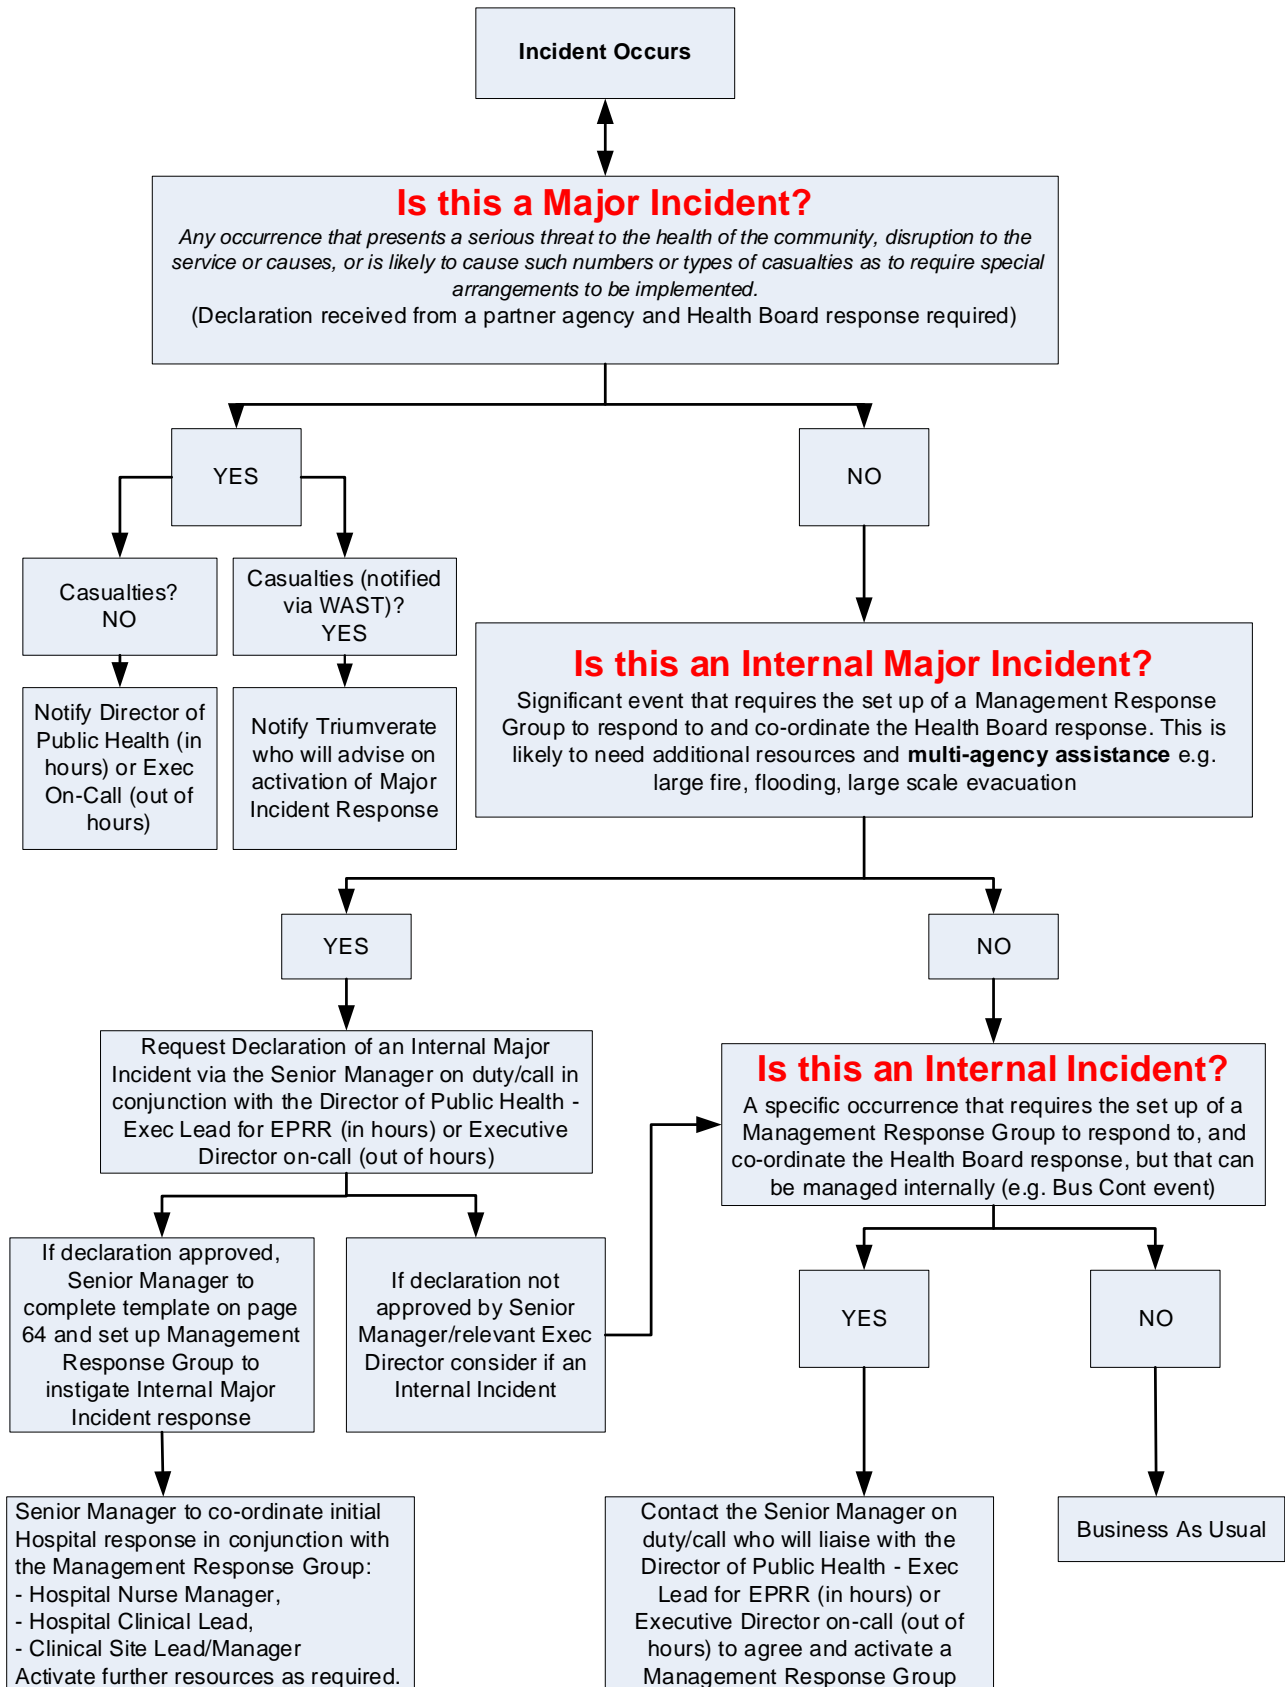 Incident Occurs
Is this a Major Incident?
Any occurrence that presents a serious threat to the health of the community, disruption to the
service or causes, or is likely to cause such numbers or types of casualties as to require special
arrangements to be implemented.
(Declaration received from a partner agency and Health Board response required)
YES
NO
Casualties?
NO
Casualties (notified
via WAST)?
YES
Notify Director of
Public Health (in
hours) or Exec
On-Call (out of
hours)
Notify Triumverate
who will advise on
activation of Major
Incident Response
Is this an Internal Major Incident?
Significant event that requires the set up of a Management Response
Group to respond to and co-ordinate the Health Board response. This is
likely to need additional resources and multi-agency assistance e.g.
large fire, flooding, large scale evacuation
YES
NO
Request Declaration of an Internal Major
Incident via the Senior Manager on duty/call in
conjunction with the Director of Public Health -
Exec Lead for EPRR (in hours) or Executive
Director on-call (out of hours)
Is this an Internal Incident?
A specific occurrence that requires the set up of a
Management Response Group to respond to, and
co-ordinate the Health Board response, but that can
be managed internally (e.g. Bus Cont event)
If declaration approved,
Senior Manager to
complete template on page
64 and set up Management
Response Group to
instigate Internal Major
Incident response
If declaration not
approved by Senior
Manager/relevant Exec
Director consider if an
Internal Incident
YES
NO
Senior Manager to co-ordinate initial
Hospital response in conjunction with
the Management Response Group:
- Hospital Nurse Manager,
- Hospital Clinical Lead,
- Clinical Site Lead/Manager
Activate further resources as required.
Contact the Senior Manager on
duty/call who will liaise with the
Director of Public Health - Exec
Lead for EPRR (in hours) or
Executive Director on-call (out of
hours) to agree and activate a
Management Response Group
Business As Usual